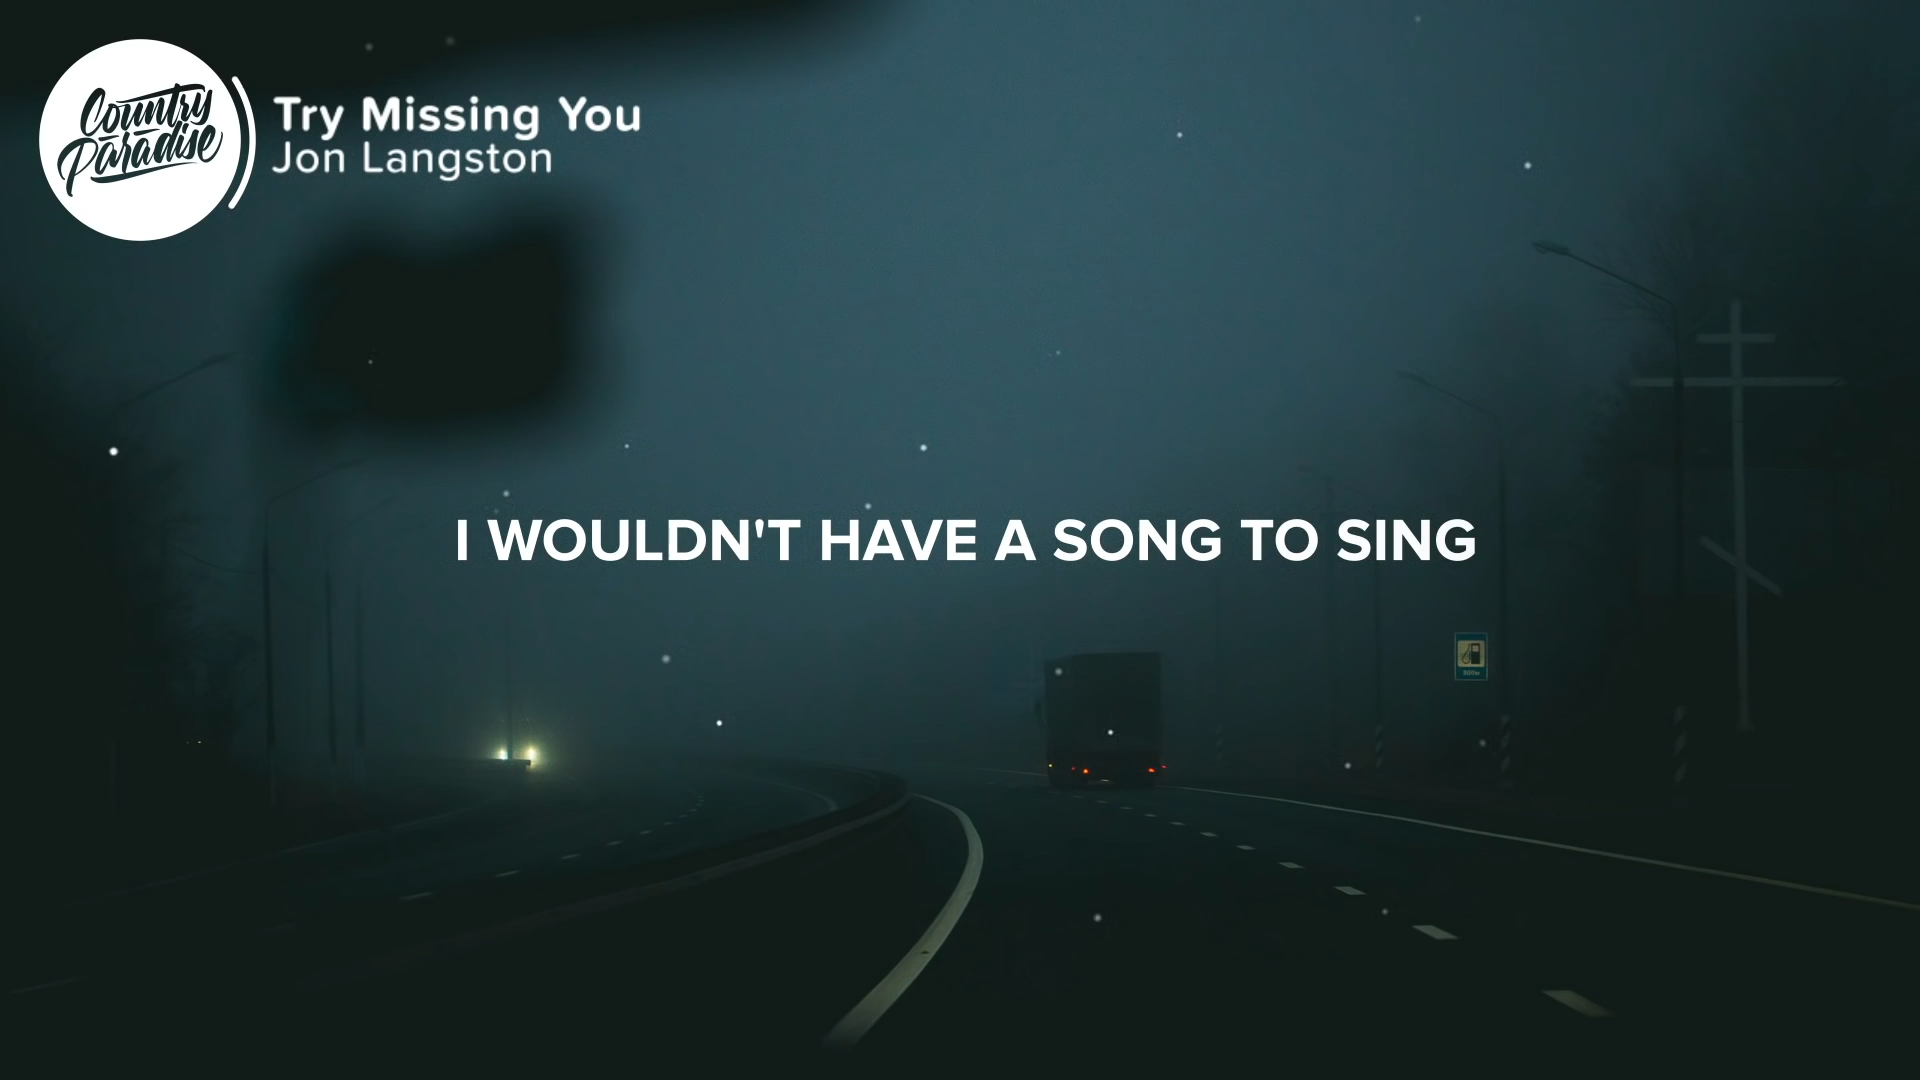 Country
Paradise
Try Missing You
Jon Langston
I WOULDN'T HAVE A SONG TO SING